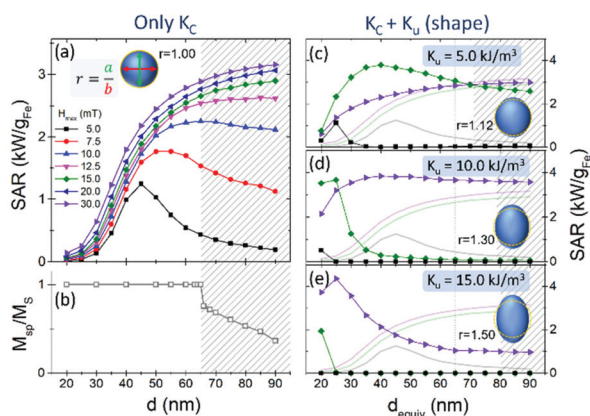 Only K_C
K_C + K_u (shape)
(a)
r = a/b
r=1.00
H_max (mT)
5.0
7.5
10.0
12.5
15.0
20.0
30.0
SAR (kW/g_Fe)
3
2
1
0
(b)
M_sp/M_S
1
0
20 30 40 50 60 70 80 90
d (nm)
(c)
K_u = 5.0 kJ/m³
r=1.12
4
2
0
(d)
K_u = 10.0 kJ/m³
r=1.30
4
2
0
(e)
K_u = 15.0 kJ/m³
r=1.50
4
2
0
SAR (kW/g_Fe)
20 30 40 50 60 70 80 90
d_equiv (nm)